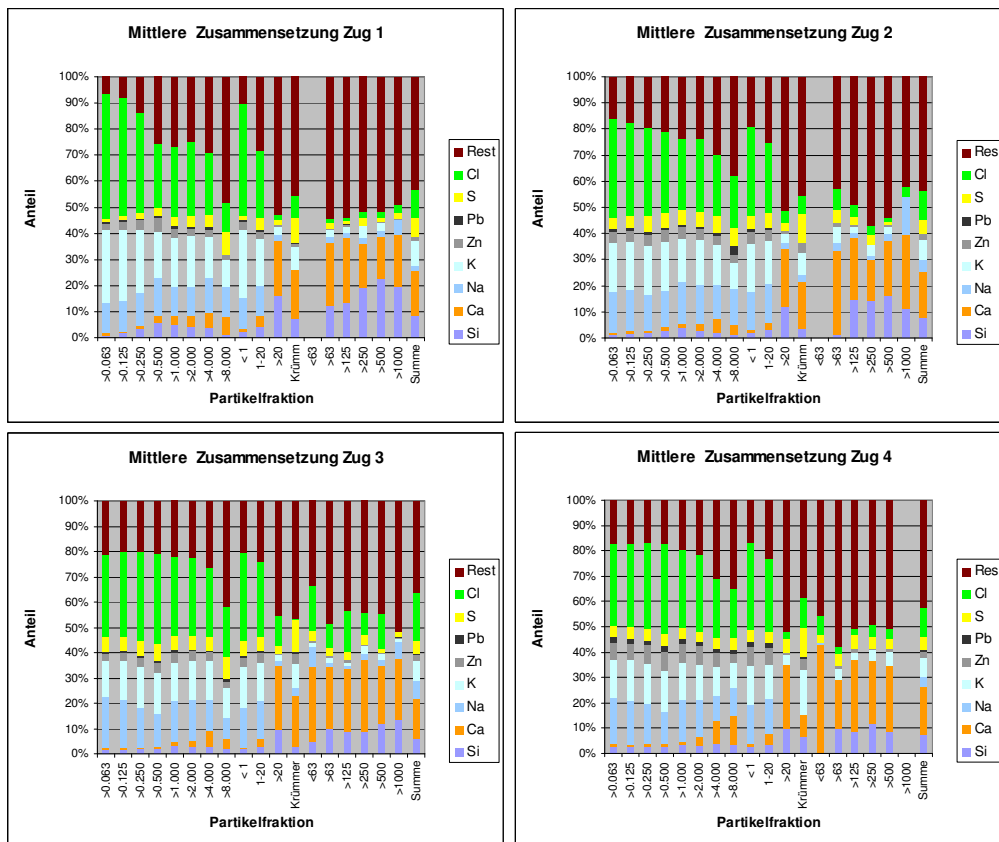 Mittlere Zusammensetzung Zug 1
100%
90%
80%
70%
60%
50%
40%
30%
20%
10%
0%
Anteil
>0.063
>0.125
>0.250
>0.500
>1.000
>2.000
>4.000
>8.000
< 1
1-20
>20
Krümm
<63
>63
>125
>250
>500
>1000
Summe
Partikelfraktion
Rest
Cl
S
Pb
Zn
K
Na
Ca
Si
Mittlere Zusammensetzung Zug 2
100%
90%
80%
70%
60%
50%
40%
30%
20%
10%
0%
Anteil
>0.063
>0.125
>0.250
>0.500
>1.000
>2.000
>4.000
>8.000
< 1
1-20
>20
Krümm
<63
>63
>125
>250
>500
>1000
Summe
Partikelfraktion
Rest
Cl
S
Pb
Zn
K
Na
Ca
Si
Mittlere Zusammensetzung Zug 3
100%
90%
80%
70%
60%
50%
40%
30%
20%
10%
0%
Anteil
>0.063
>0.125
>0.250
>0.500
>1.000
>2.000
>4.000
>8.000
< 1
1-20
>20
Krümmer
<63
>63
>125
>250
>500
>1000
Summe
Partikelfraktion
Rest
Cl
S
Pb
Zn
K
Na
Ca
Si
Mittlere Zusammensetzung Zug 4
100%
90%
80%
70%
60%
50%
40%
30%
20%
10%
0%
Anteil
>0.063
>0.125
>0.250
>0.500
>1.000
>2.000
>4.000
>8.000
< 1
1-20
>20
Krümmer
<63
>63
>125
>250
>500
>1000
Summe
Partikelfraktion
Rest
Cl
S
Pb
Zn
K
Na
Ca
Si